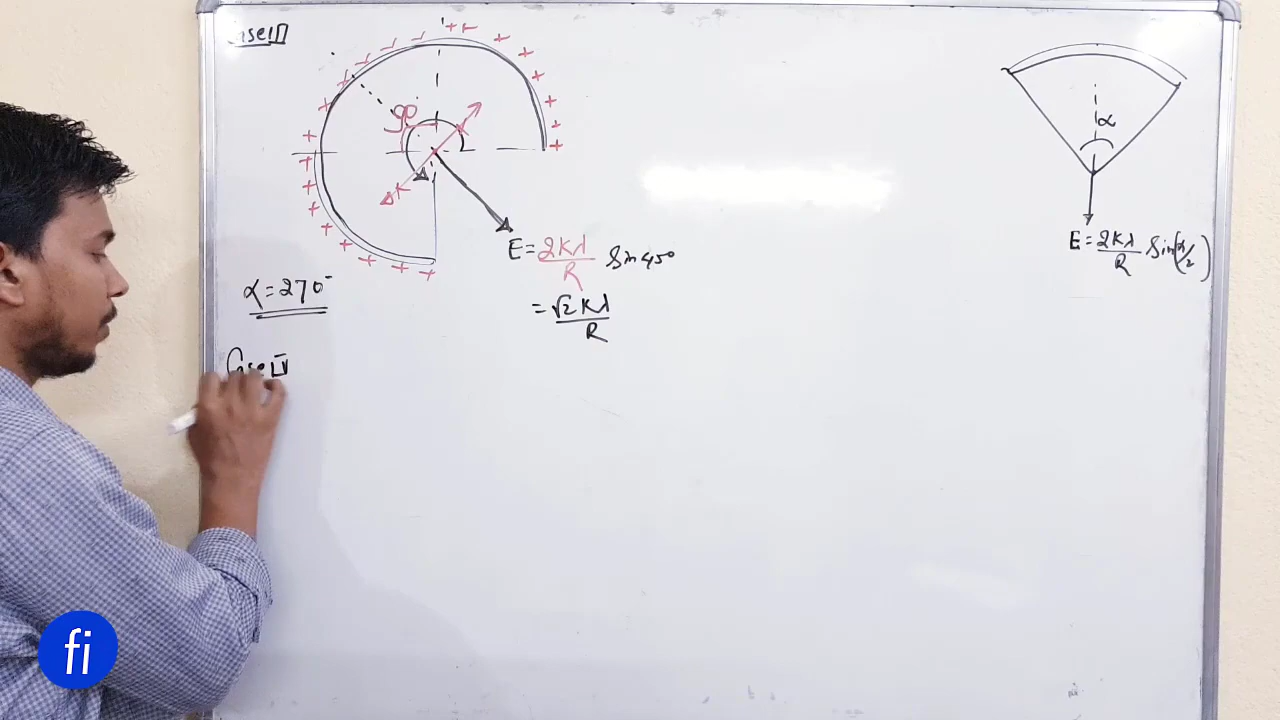 Case III
90°
E = 2Kλ/R Sin 45°
= √2 Kλ/R
α = 270°
Case IV
α
E = 2Kλ/R Sin(α/2)
fi